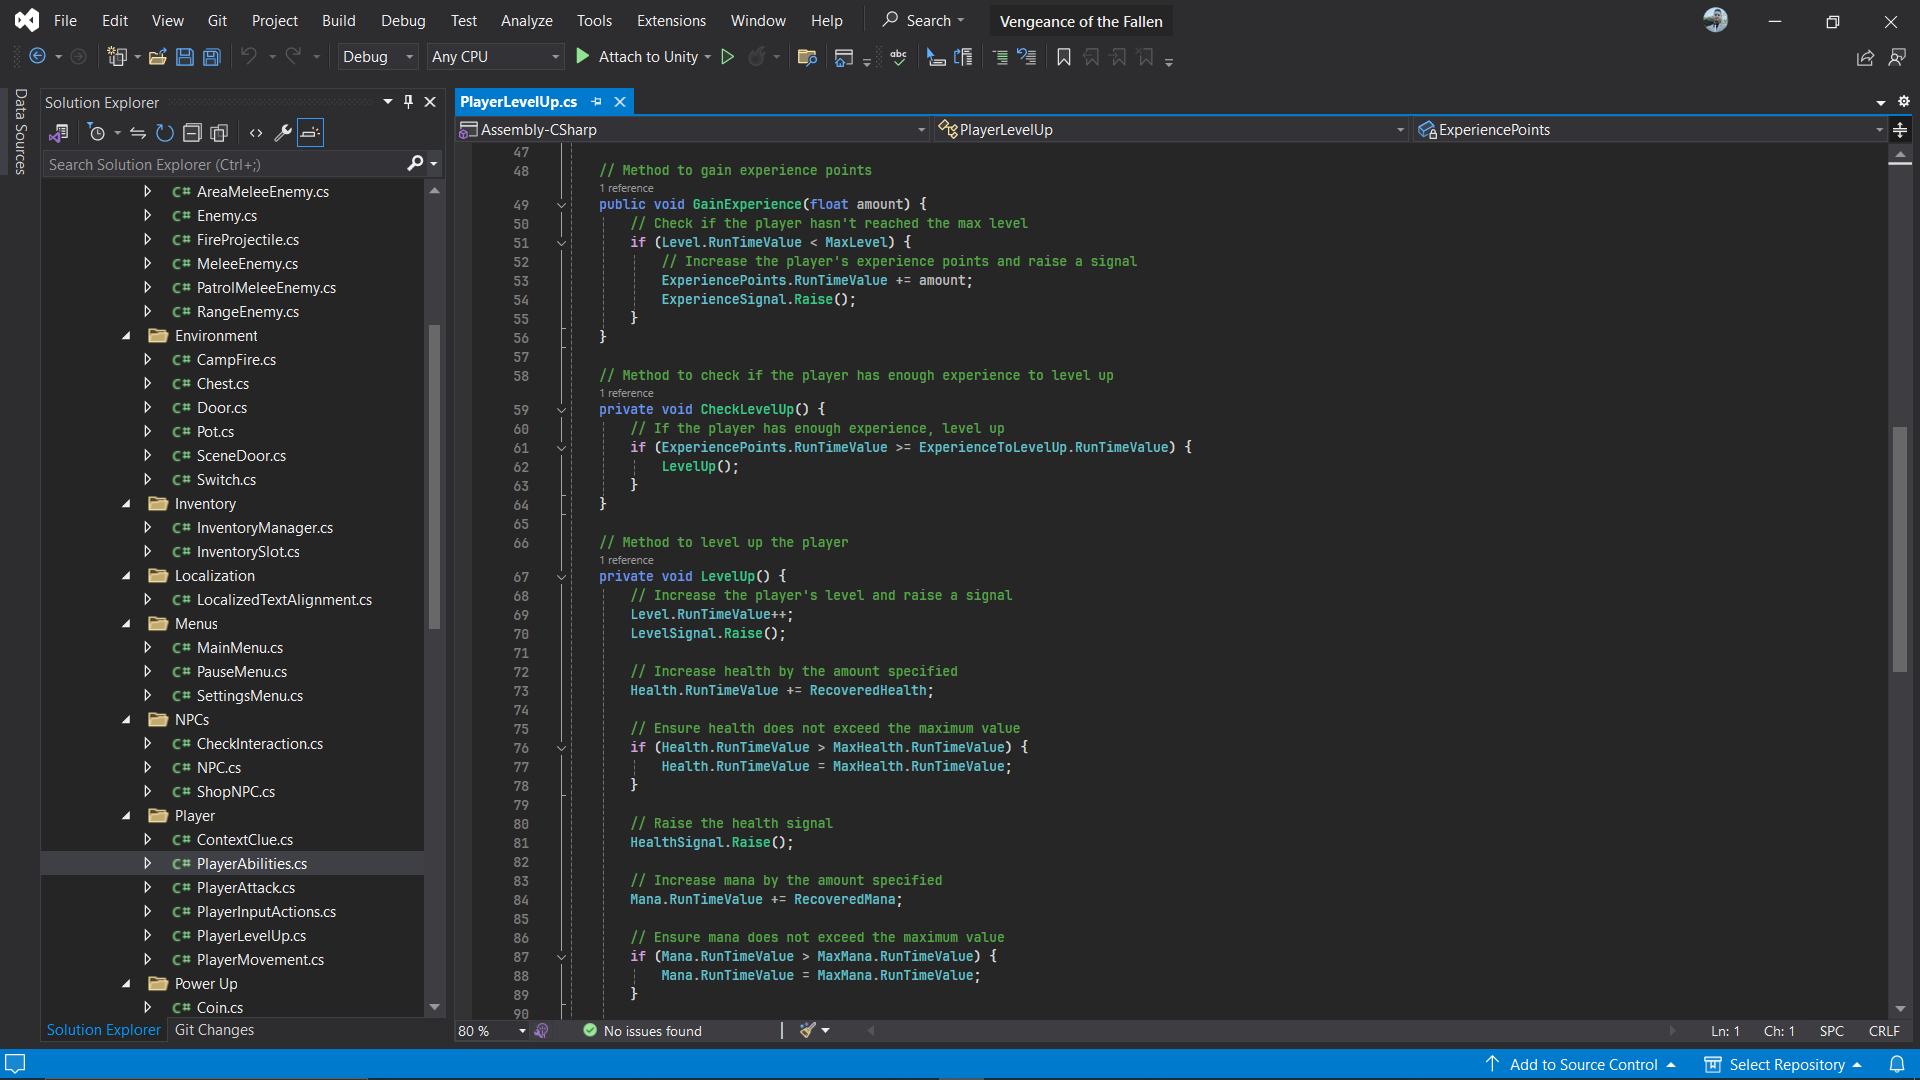 File Edit View Git Project Build Debug Test Analyze Tools Extensions Window Help Search Vengeance of the Fallen
Debug Any CPU Attach to Unity
Data Sources
Solution Explorer
Search Solution Explorer (Ctrl+;)
C# AreaMeleeEnemy.cs
C# Enemy.cs
C# FireProjectile.cs
C# MeleeEnemy.cs
C# PatrolMeleeEnemy.cs
C# RangeEnemy.cs
Environment
C# CampFire.cs
C# Chest.cs
C# Door.cs
C# Pot.cs
C# SceneDoor.cs
C# Switch.cs
Inventory
C# InventoryManager.cs
C# InventorySlot.cs
Localization
C# LocalizedTextAlignment.cs
Menus
C# MainMenu.cs
C# PauseMenu.cs
C# SettingsMenu.cs
NPCs
C# CheckInteraction.cs
C# NPC.cs
C# ShopNPC.cs
Player
C# ContextClue.cs
C# PlayerAbilities.cs
C# PlayerAttack.cs
C# PlayerInputActions.cs
C# PlayerLevelUp.cs
C# PlayerMovement.cs
Power Up
C# Coin.cs
Solution Explorer Git Changes
PlayerLevelUp.cs
Assembly-CSharp PlayerLevelUp ExperiencePoints
47
48 // Method to gain experience points
1 reference
49 public void GainExperience(float amount) {
50 // Check if the player hasn't reached the max level
51 if (Level.RunTimeValue < MaxLevel) {
52 // Increase the player's experience points and raise a signal
53 ExperiencePoints.RunTimeValue += amount;
54 ExperienceSignal.Raise();
55 }
56 }
57
58 // Method to check if the player has enough experience to level up
1 reference
59 private void CheckLevelUp() {
60 // If the player has enough experience, level up
61 if (ExperiencePoints.RunTimeValue >= ExperienceToLevelUp.RunTimeValue) {
62 LevelUp();
63 }
64 }
65
66 // Method to level up the player
1 reference
67 private void LevelUp() {
68 // Increase the player's level and raise a signal
69 Level.RunTimeValue++;
70 LevelSignal.Raise();
71
72 // Increase health by the amount specified
73 Health.RunTimeValue += RecoveredHealth;
74
75 // Ensure health does not exceed the maximum value
76 if (Health.RunTimeValue > MaxHealth.RunTimeValue) {
77 Health.RunTimeValue = MaxHealth.RunTimeValue;
78 }
79
80 // Raise the health signal
81 HealthSignal.Raise();
82
83 // Increase mana by the amount specified
84 Mana.RunTimeValue += RecoveredMana;
85
86 // Ensure mana does not exceed the maximum value
87 if (Mana.RunTimeValue > MaxMana.RunTimeValue) {
88 Mana.RunTimeValue = MaxMana.RunTimeValue;
89 }
90
80 % No issues found Ln: 1 Ch: 1 SPC CRLF
Add to Source Control Select Repository